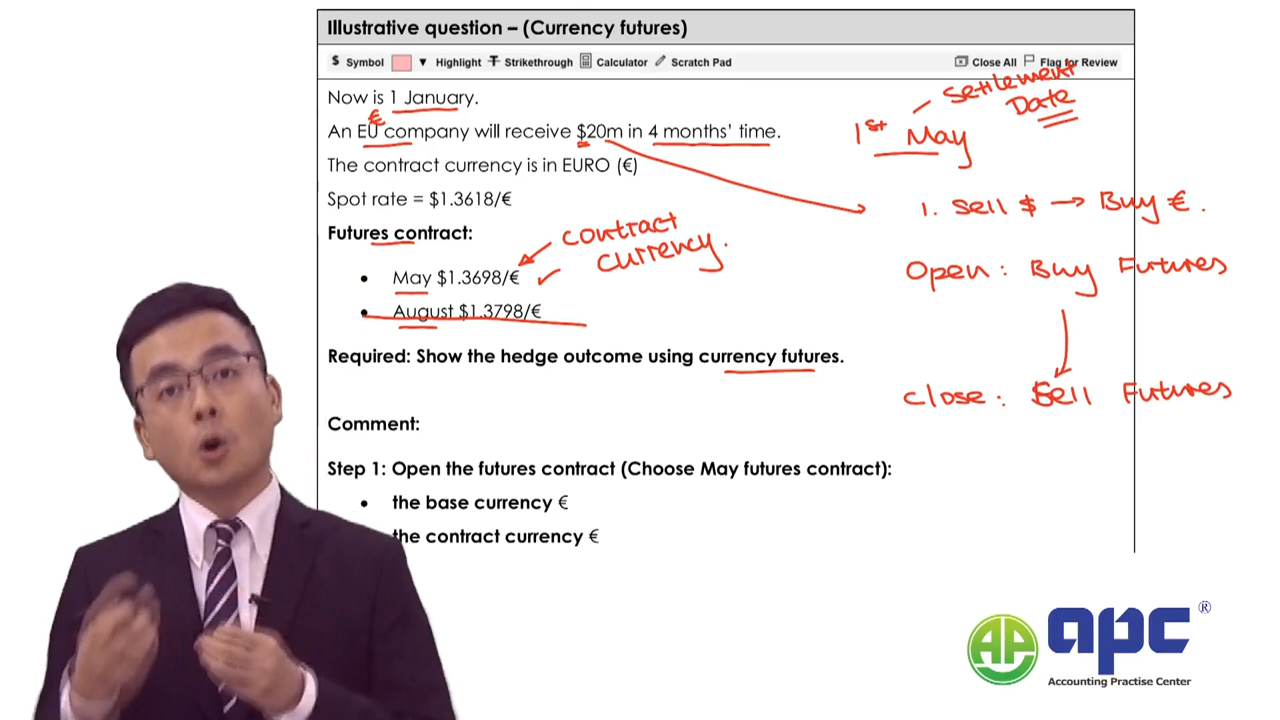 Illustrative question – (Currency futures)
$ Symbol ▼ Highlight T Strikethrough Calculator Scratch Pad Close All Flag for Review
Now is 1 January.
€
An EU company will receive $20m in 4 months' time.
The contract currency is in EURO (€)
Spot rate = $1.3618/€
Futures contract:
• May $1.3698/€
• August $1.3798/€
Required: Show the hedge outcome using currency futures.
Comment:
Step 1: Open the futures contract (Choose May futures contract):
• the base currency €
the contract currency €
Settlement
Date
1st May
contract
currency.
1. Sell $ → Buy €.
Open: Buy Futures
Close: Sell Futures
AP
apc®
Accounting Practise Center